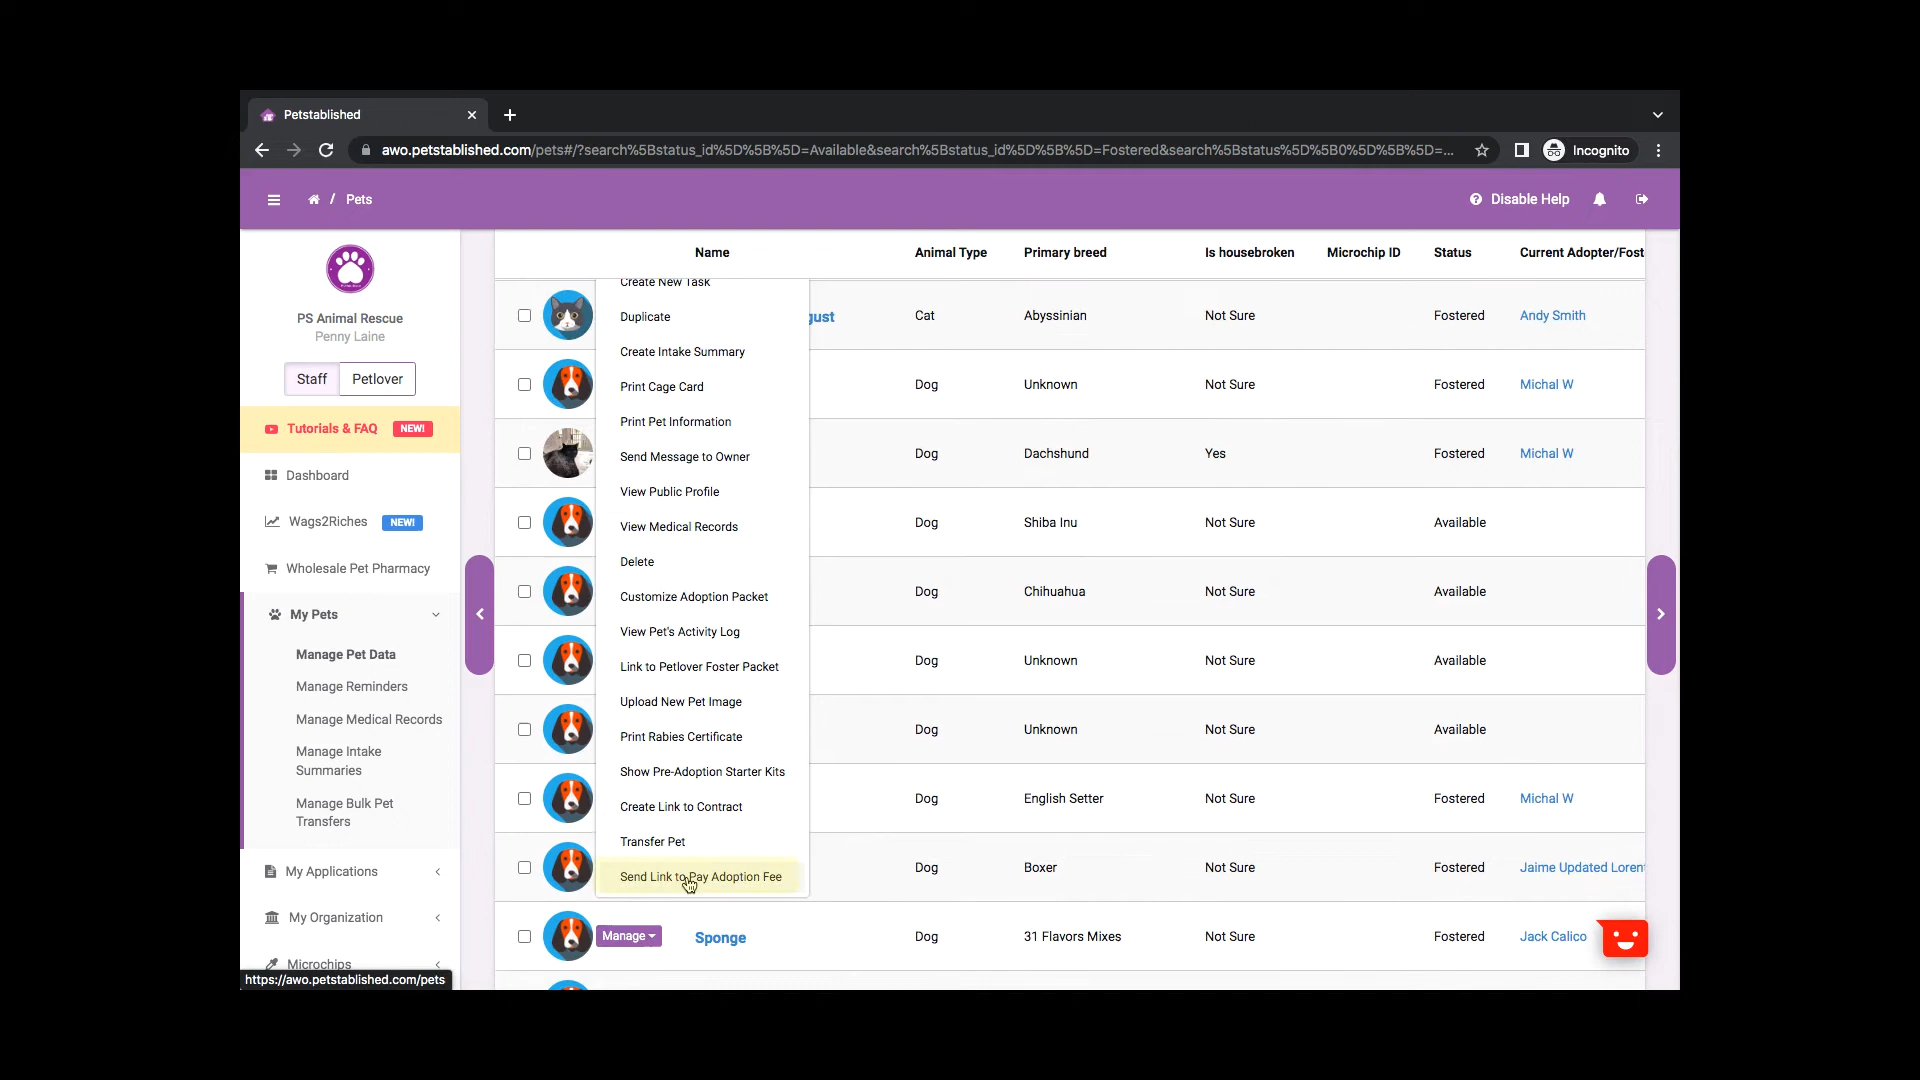 Petstablished
awo.petstablished.com/pets#/?search%5Bstatus_id%5D%5B%5D=Available&search%5Bstatus_id%5D%5B%5D=Fostered&search%5Bstatus%5D%5B0%5D%5B%5D=...
Incognito
/ Pets
Disable Help
PS Animal Rescue
Penny Laine
Staff Petlover
Tutorials & FAQ NEW!
Dashboard
Wags2Riches NEW!
Wholesale Pet Pharmacy
My Pets
Manage Pet Data
Manage Reminders
Manage Medical Records
Manage Intake
Summaries
Manage Bulk Pet
Transfers
My Applications
My Organization
Microchips
https://awo.petstablished.com/pets
Name Animal Type Primary breed Is housebroken Microchip ID Status Current Adopter/Fost
Create New Task
Duplicate
Create Intake Summary
Print Cage Card
Print Pet Information
Send Message to Owner
View Public Profile
View Medical Records
Delete
Customize Adoption Packet
View Pet's Activity Log
Link to Petlover Foster Packet
Upload New Pet Image
Print Rabies Certificate
Show Pre-Adoption Starter Kits
Create Link to Contract
Transfer Pet
Send Link to Pay Adoption Fee
gust Cat Abyssinian Not Sure Fostered Andy Smith
Dog Unknown Not Sure Fostered Michal W
Dog Dachshund Yes Fostered Michal W
Dog Shiba Inu Not Sure Available
Dog Chihuahua Not Sure Available
Dog Unknown Not Sure Available
Dog Unknown Not Sure Available
Dog English Setter Not Sure Fostered Michal W
Dog Boxer Not Sure Fostered Jaime Updated Loren
Manage Sponge Dog 31 Flavors Mixes Not Sure Fostered Jack Calico